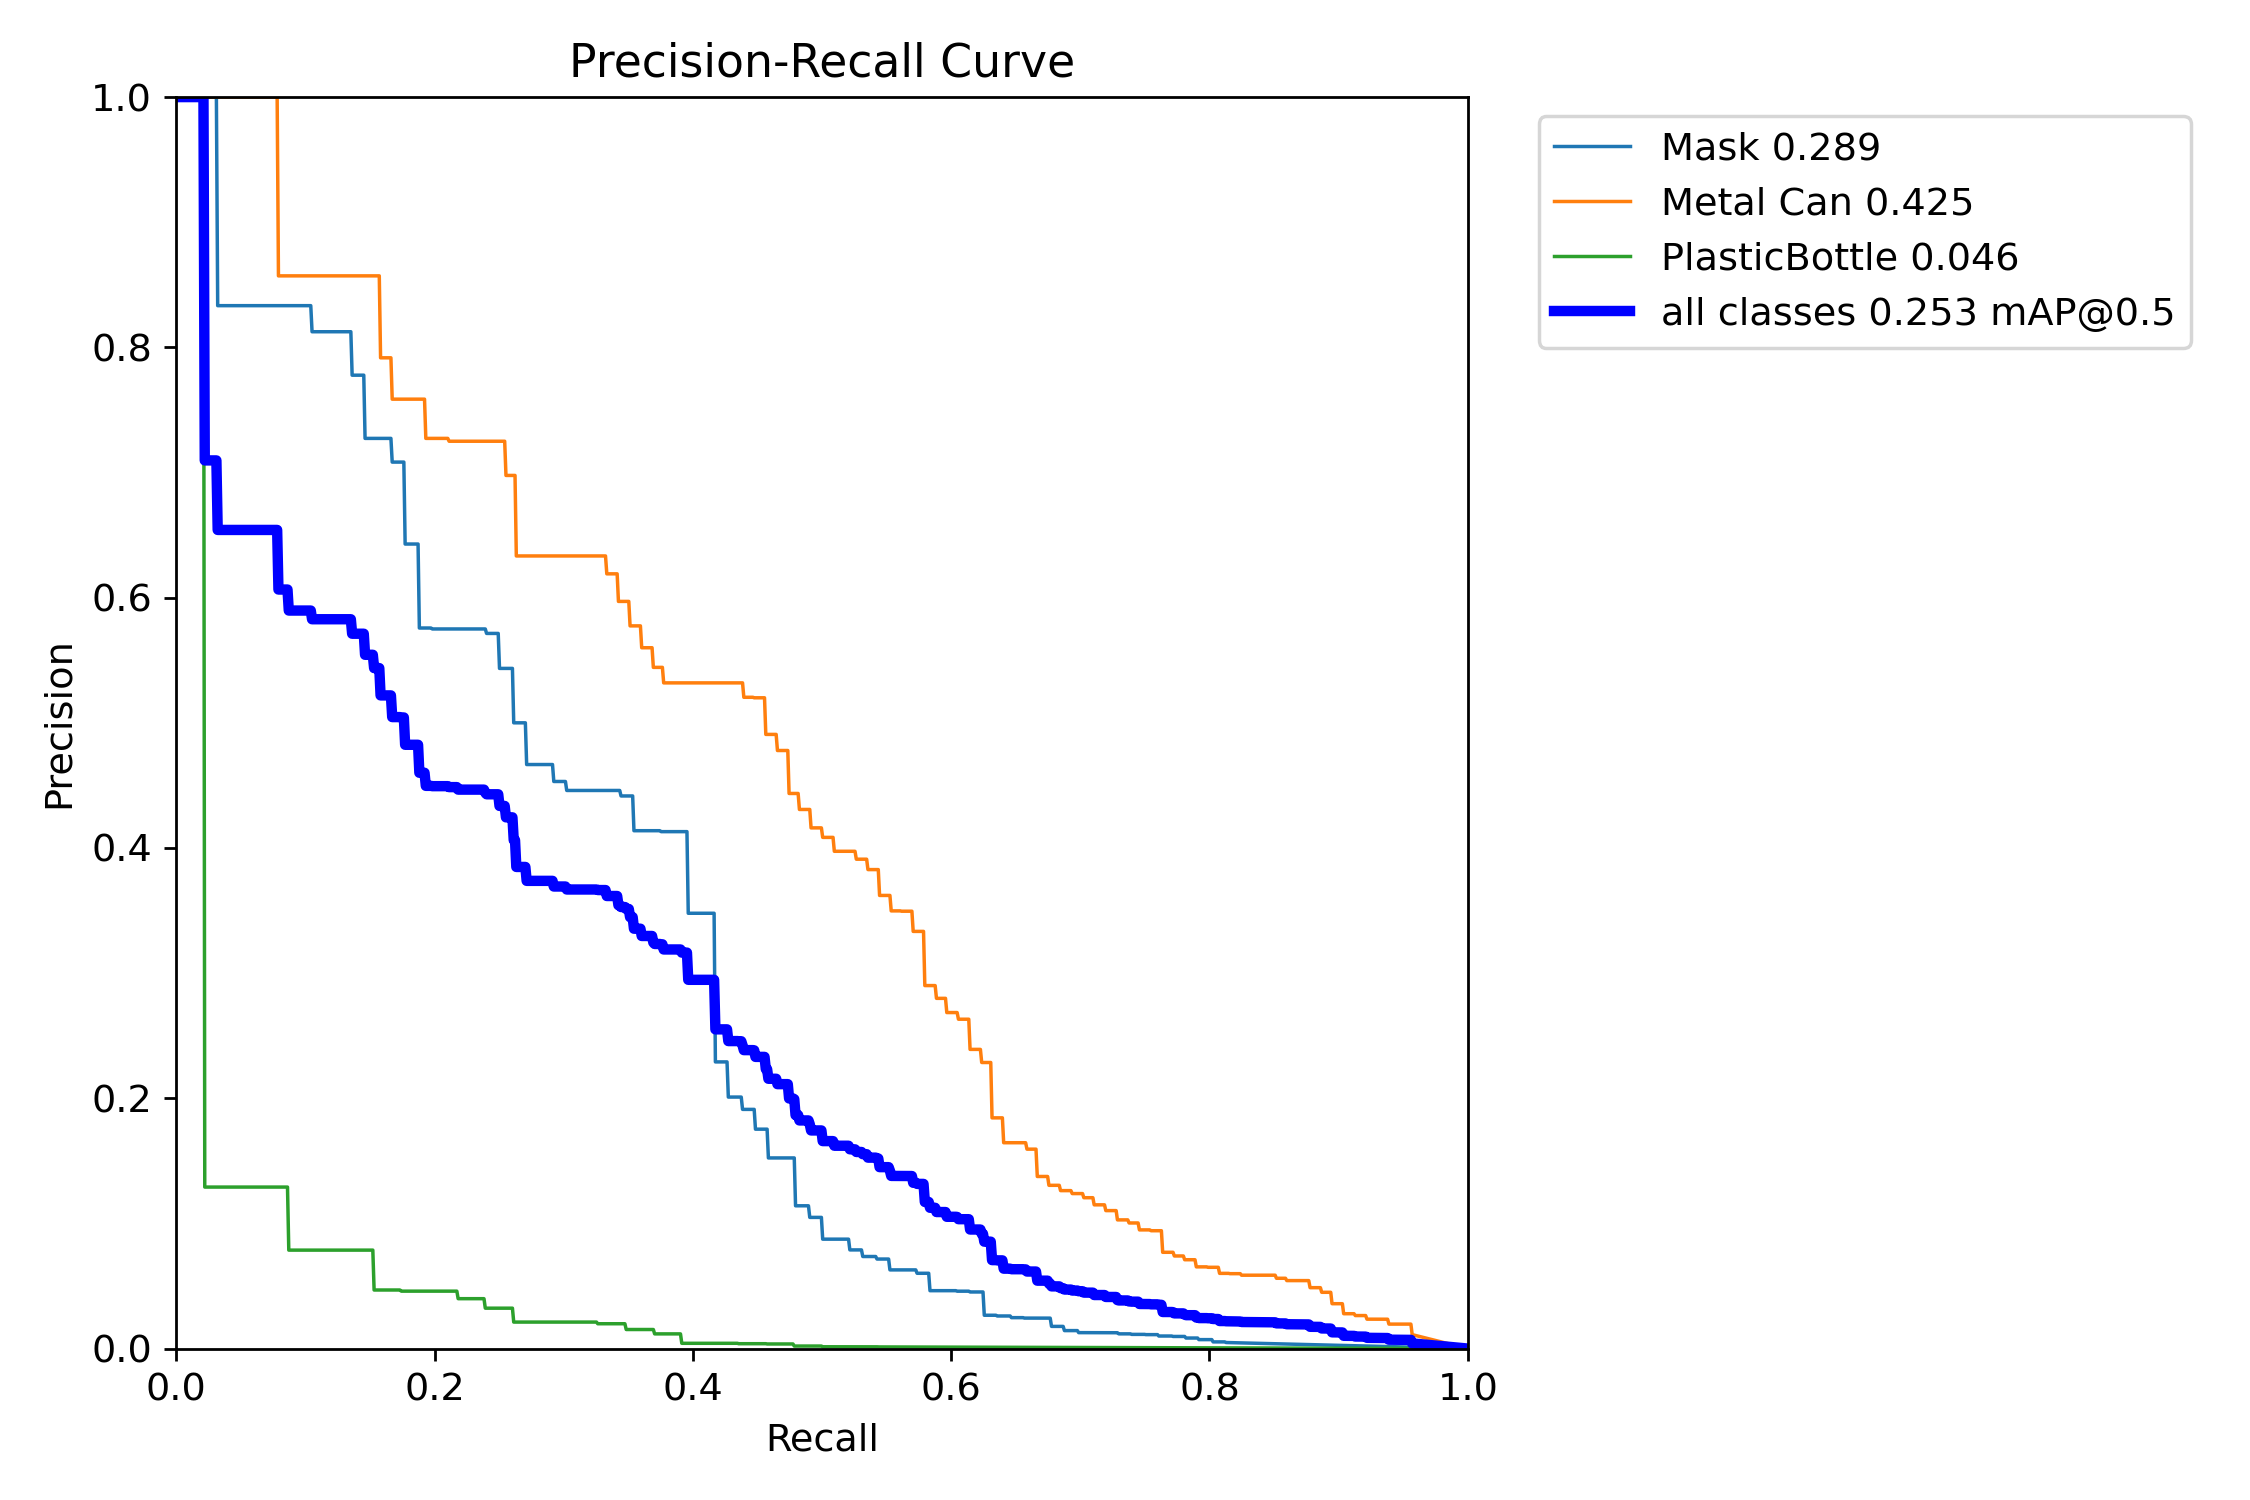 Precision-Recall Curve
1.0
0.8
0.6
0.4
0.2
0.0
Precision
0.0 0.2 0.4 0.6 0.8 1.0
Recall
Mask 0.289
Metal Can 0.425
PlasticBottle 0.046
all classes 0.253 mAP@0.5